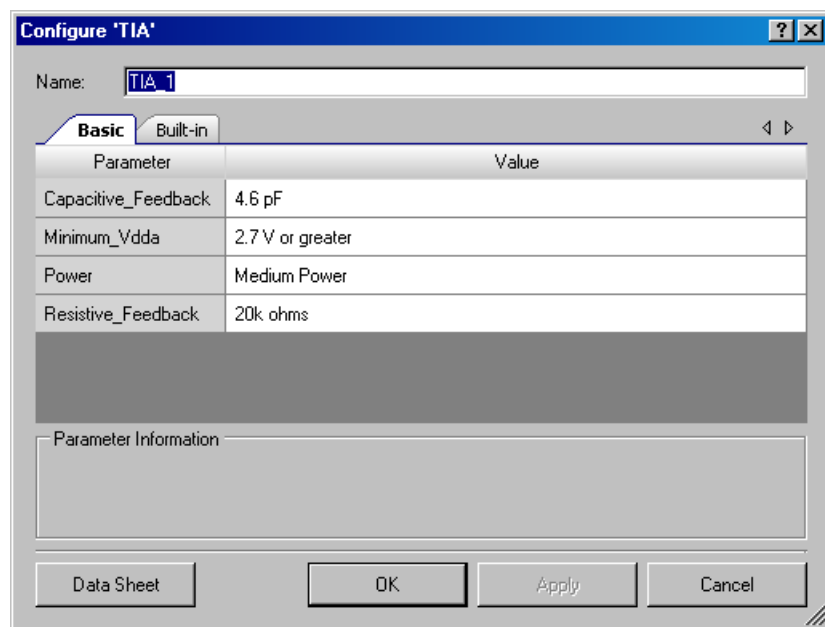 Configure 'TIA'
Name: TIA_1
Basic Built-in
Parameter Value
Capacitive_Feedback 4.6 pF
Minimum_Vdda 2.7 V or greater
Power Medium Power
Resistive_Feedback 20k ohms
Parameter Information
Data Sheet OK Apply Cancel